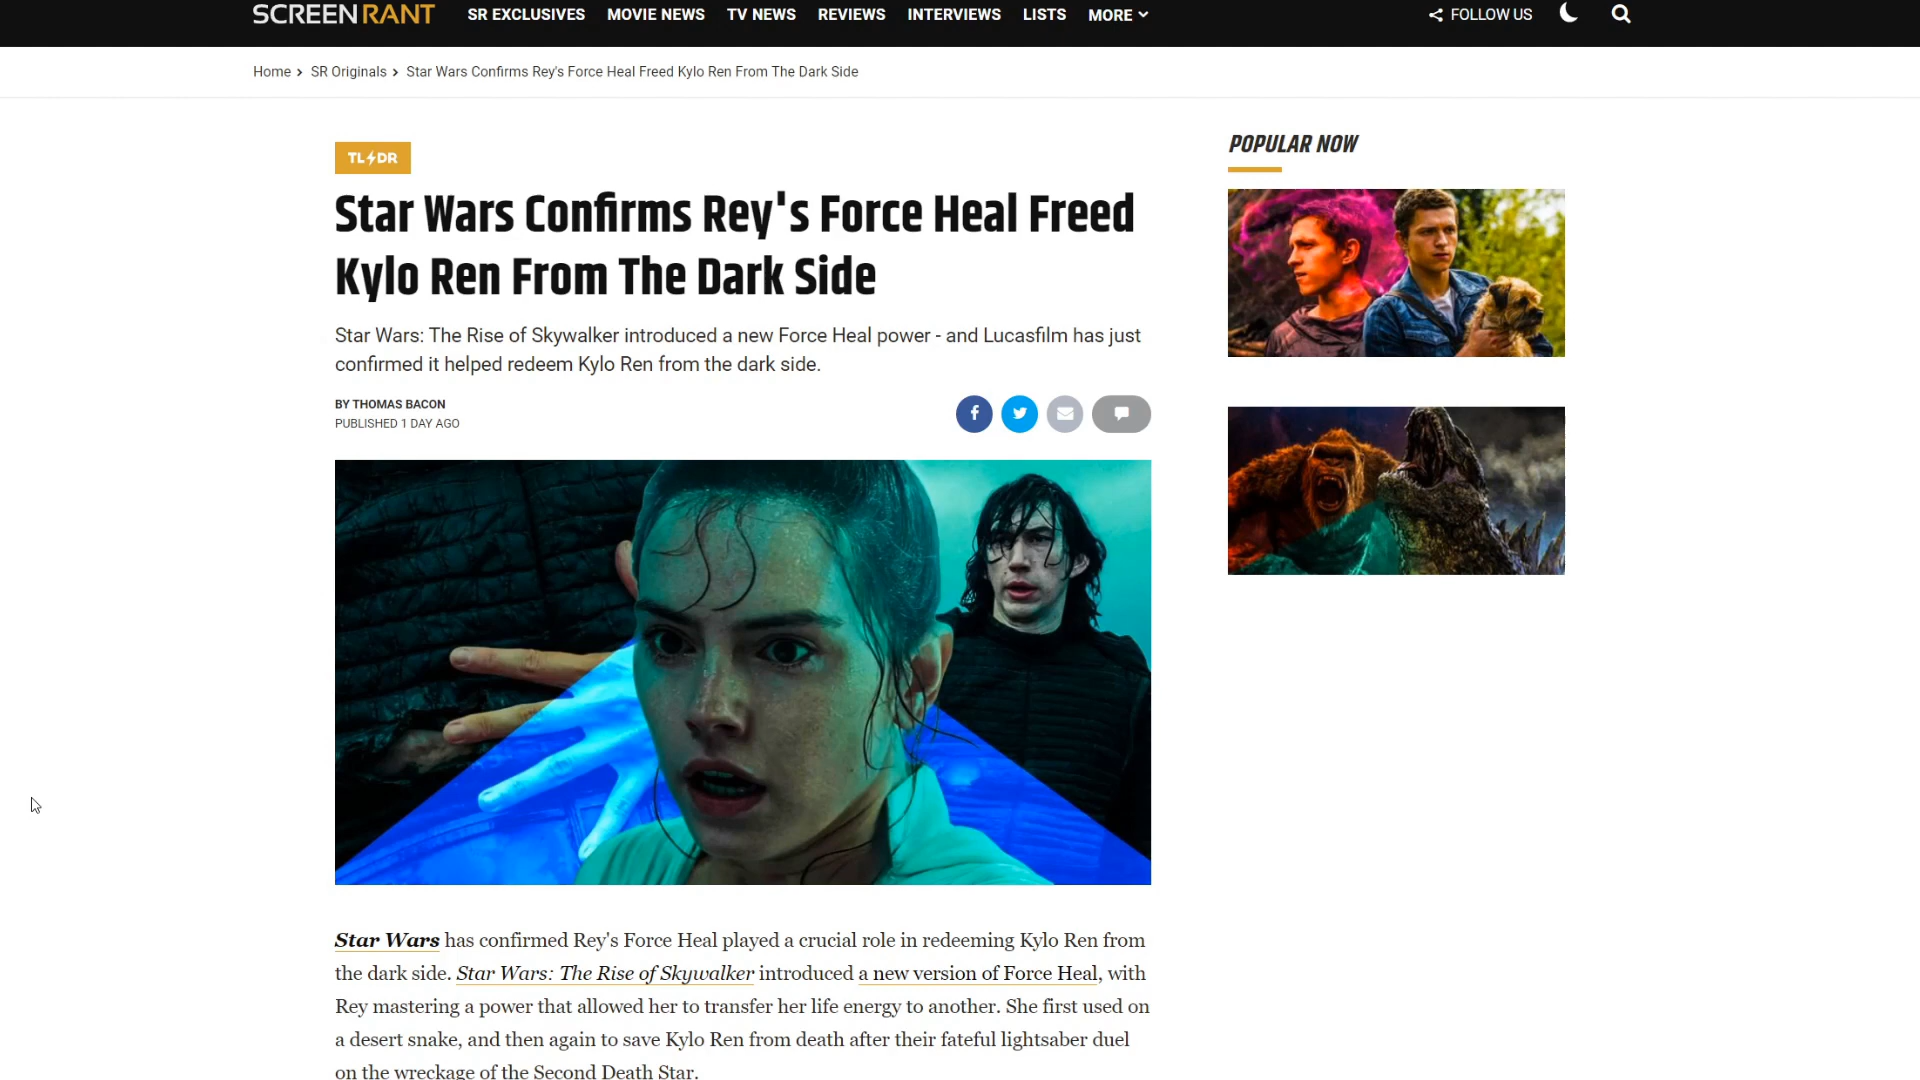 SCREENRANT SR EXCLUSIVES MOVIE NEWS TV NEWS REVIEWS INTERVIEWS LISTS MORE FOLLOW US
Home › SR Originals › Star Wars Confirms Rey's Force Heal Freed Kylo Ren From The Dark Side
TL DR
Star Wars Confirms Rey's Force Heal Freed
Kylo Ren From The Dark Side
Star Wars: The Rise of Skywalker introduced a new Force Heal power - and Lucasfilm has just
confirmed it helped redeem Kylo Ren from the dark side.
BY THOMAS BACON
PUBLISHED 1 DAY AGO
Star Wars has confirmed Rey's Force Heal played a crucial role in redeeming Kylo Ren from
the dark side. Star Wars: The Rise of Skywalker introduced a new version of Force Heal, with
Rey mastering a power that allowed her to transfer her life energy to another. She first used on
a desert snake, and then again to save Kylo Ren from death after their fateful lightsaber duel
on the wreckage of the Second Death Star.
POPULAR NOW